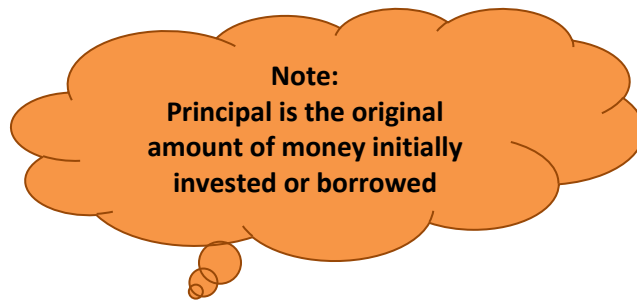 Note:
Principal is the original
amount of money initially
invested or borrowed